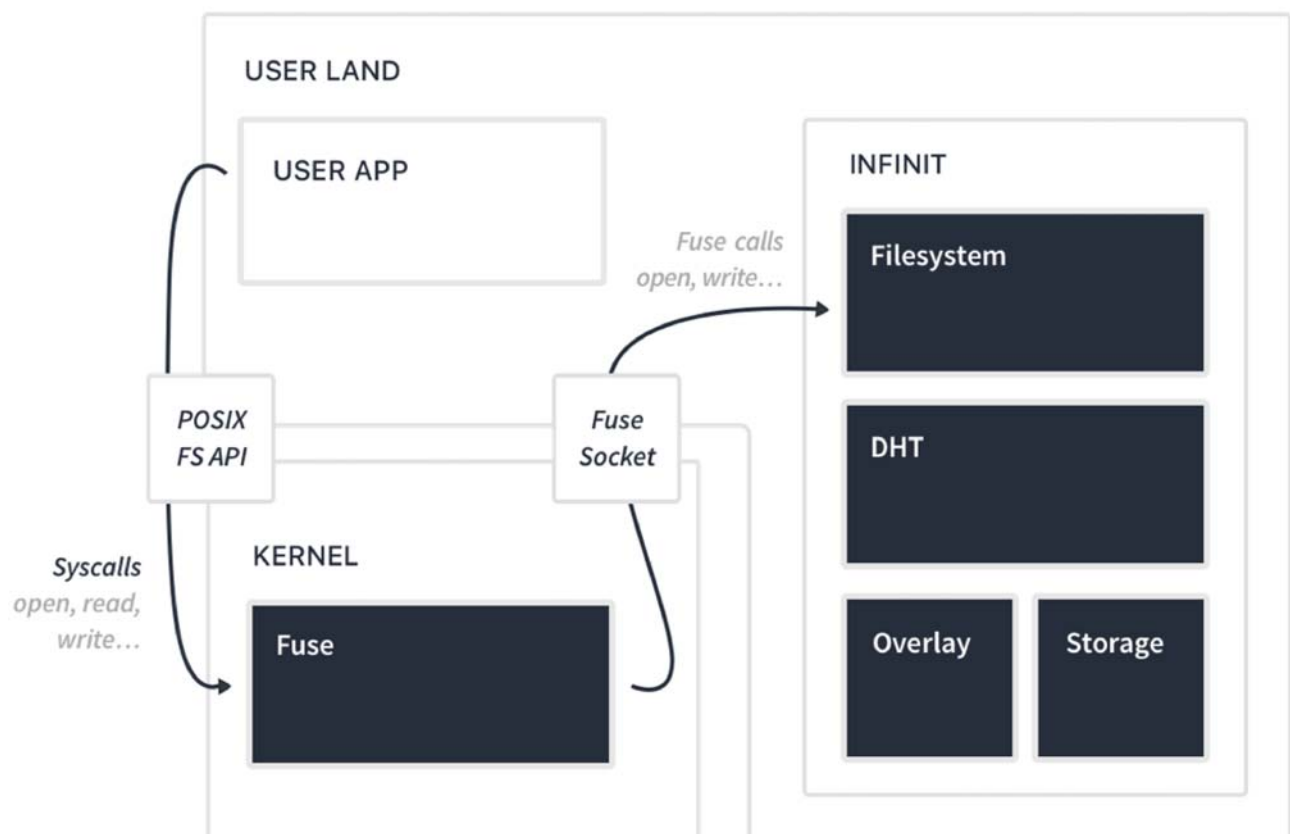 USER LAND
USER APP
INFINIT
Fuse calls
open, write…
Filesystem
POSIX
FS API
Fuse
Socket
DHT
KERNEL
Syscalls
open, read,
write…
Fuse
Overlay
Storage